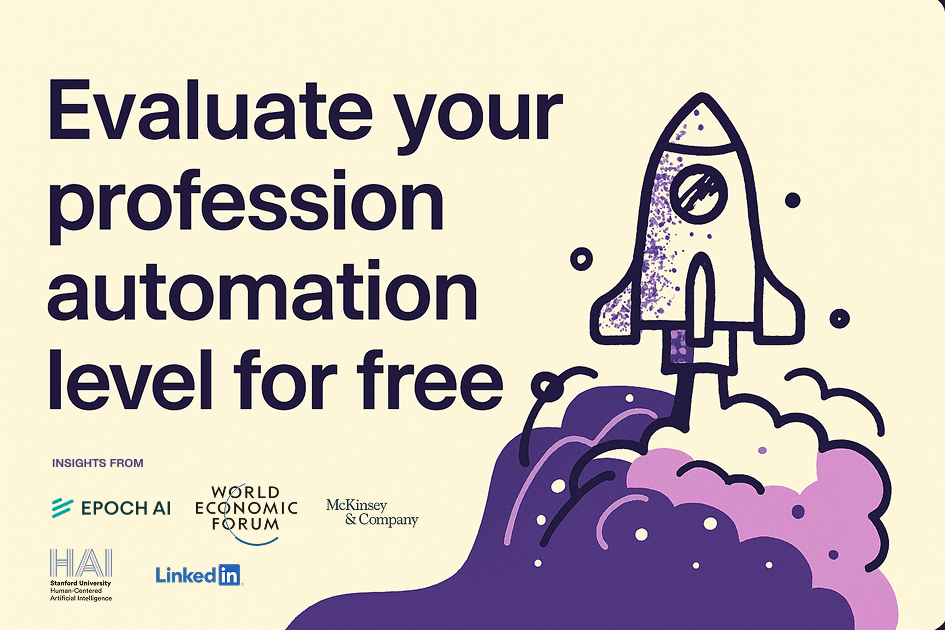 Evaluate your
profession
automation
level for free
INSIGHTS FROM
EPOCH AI
WORLD
ECONOMIC
FORUM
McKinsey
& Company
HAI
Stanford University
Human-Centered
Artificial Intelligence
LinkedIn